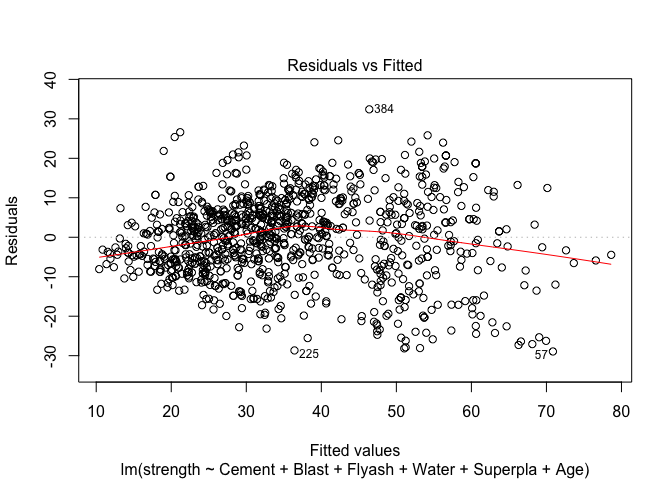 Residuals vs Fitted
Residuals
40
30
20
10
0
-10
-20
-30
384
225
57
10 20 30 40 50 60 70 80
Fitted values
lm(strength ~ Cement + Blast + Flyash + Water + Superpla + Age)